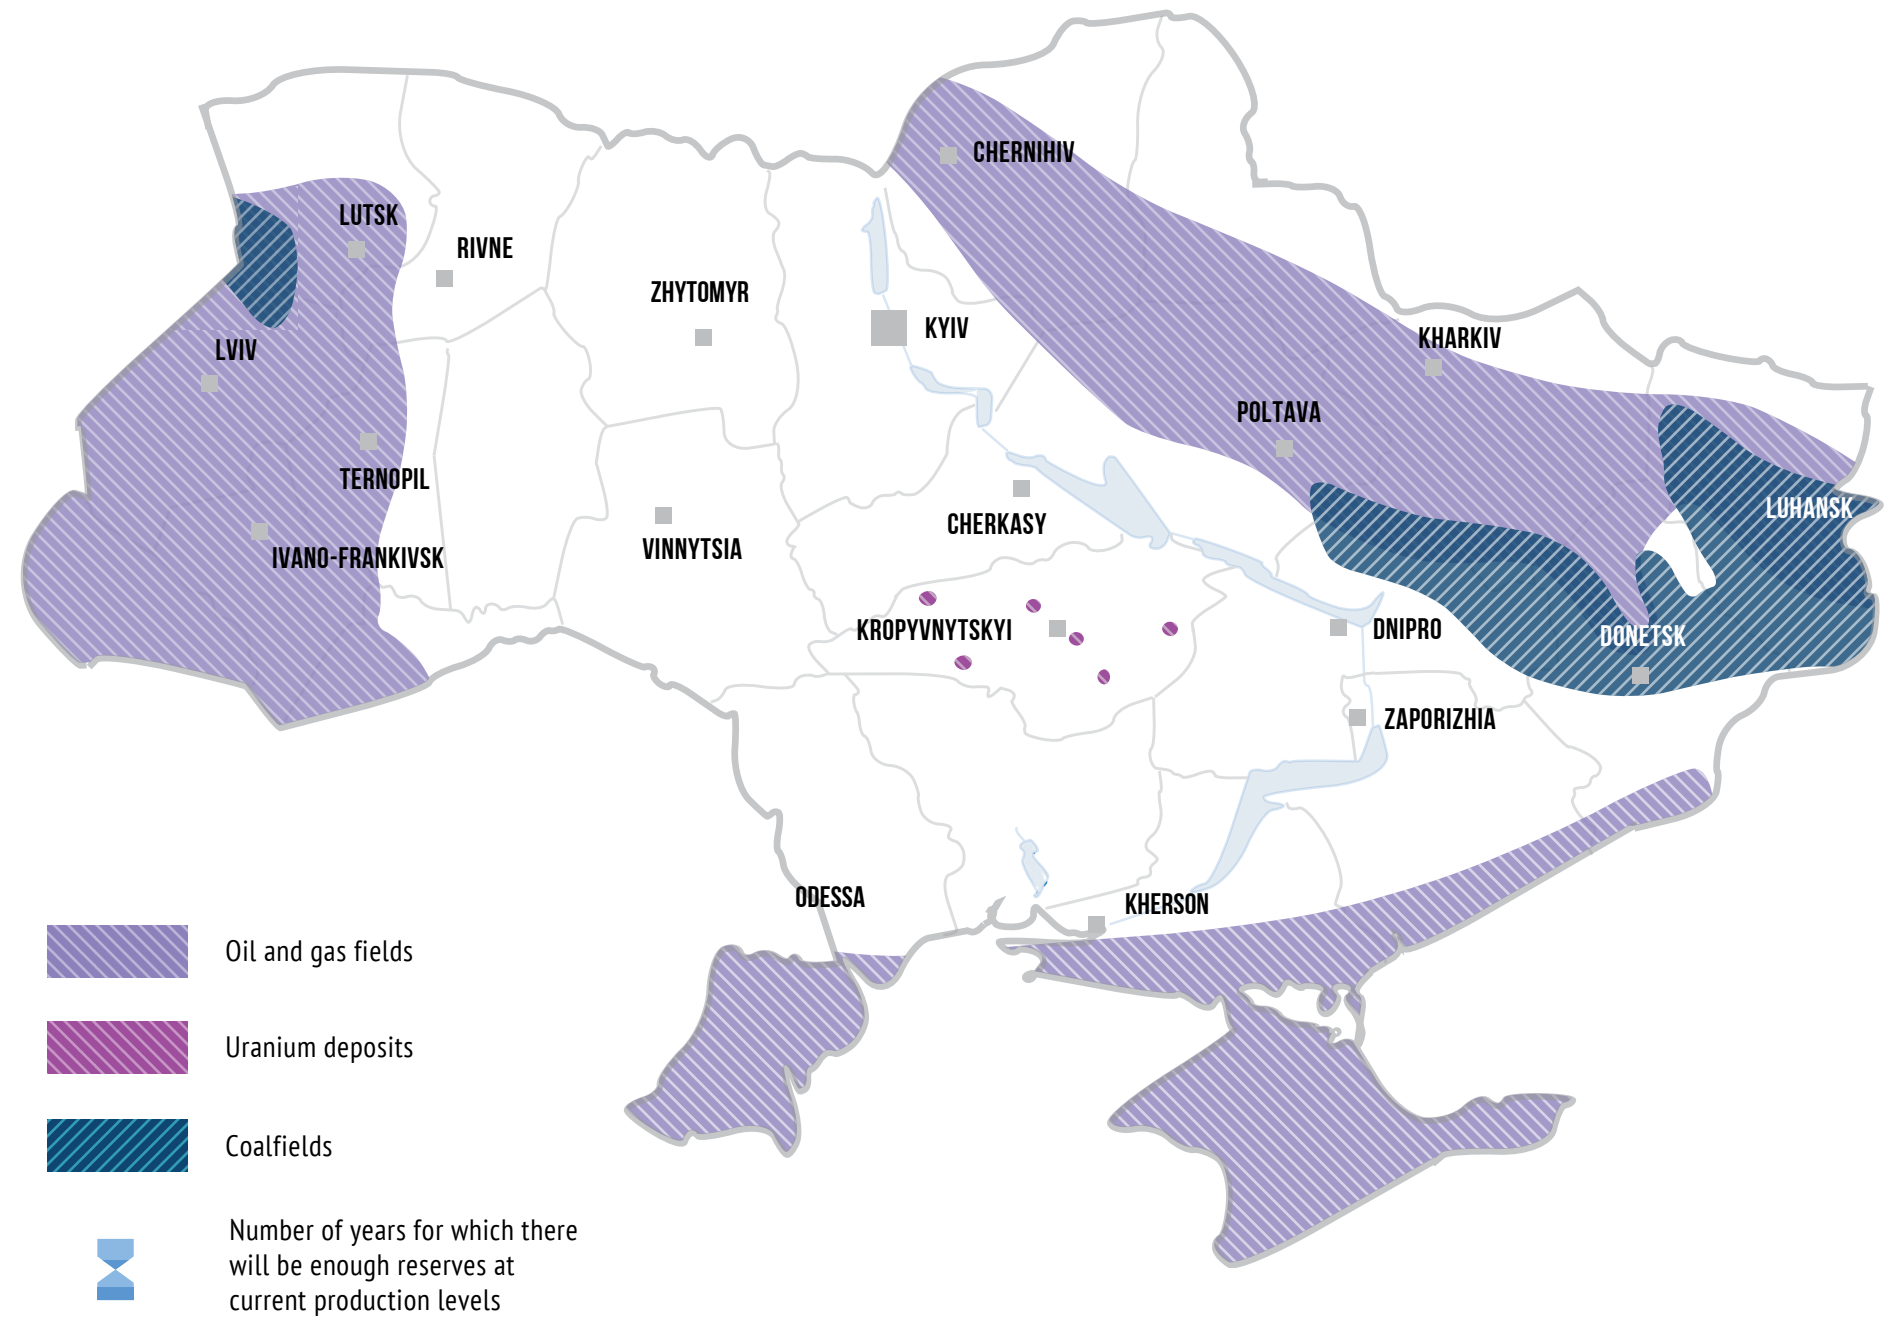 CHERNIHIV
LUTSK
RIVNE
ZHYTOMYR
KYIV
KHARKIV
LVIV
POLTAVA
TERNOPIL
LUHANSK
CHERKASY
VINNYTSIA
IVANO-FRANKIVSK
KROPYVNYTSKYI
DNIPRO
DONETSK
ZAPORIZHIA
ODESSA
KHERSON
Oil and gas fields
Uranium deposits
Coalfields
Number of years for which there
will be enough reserves at
current production levels